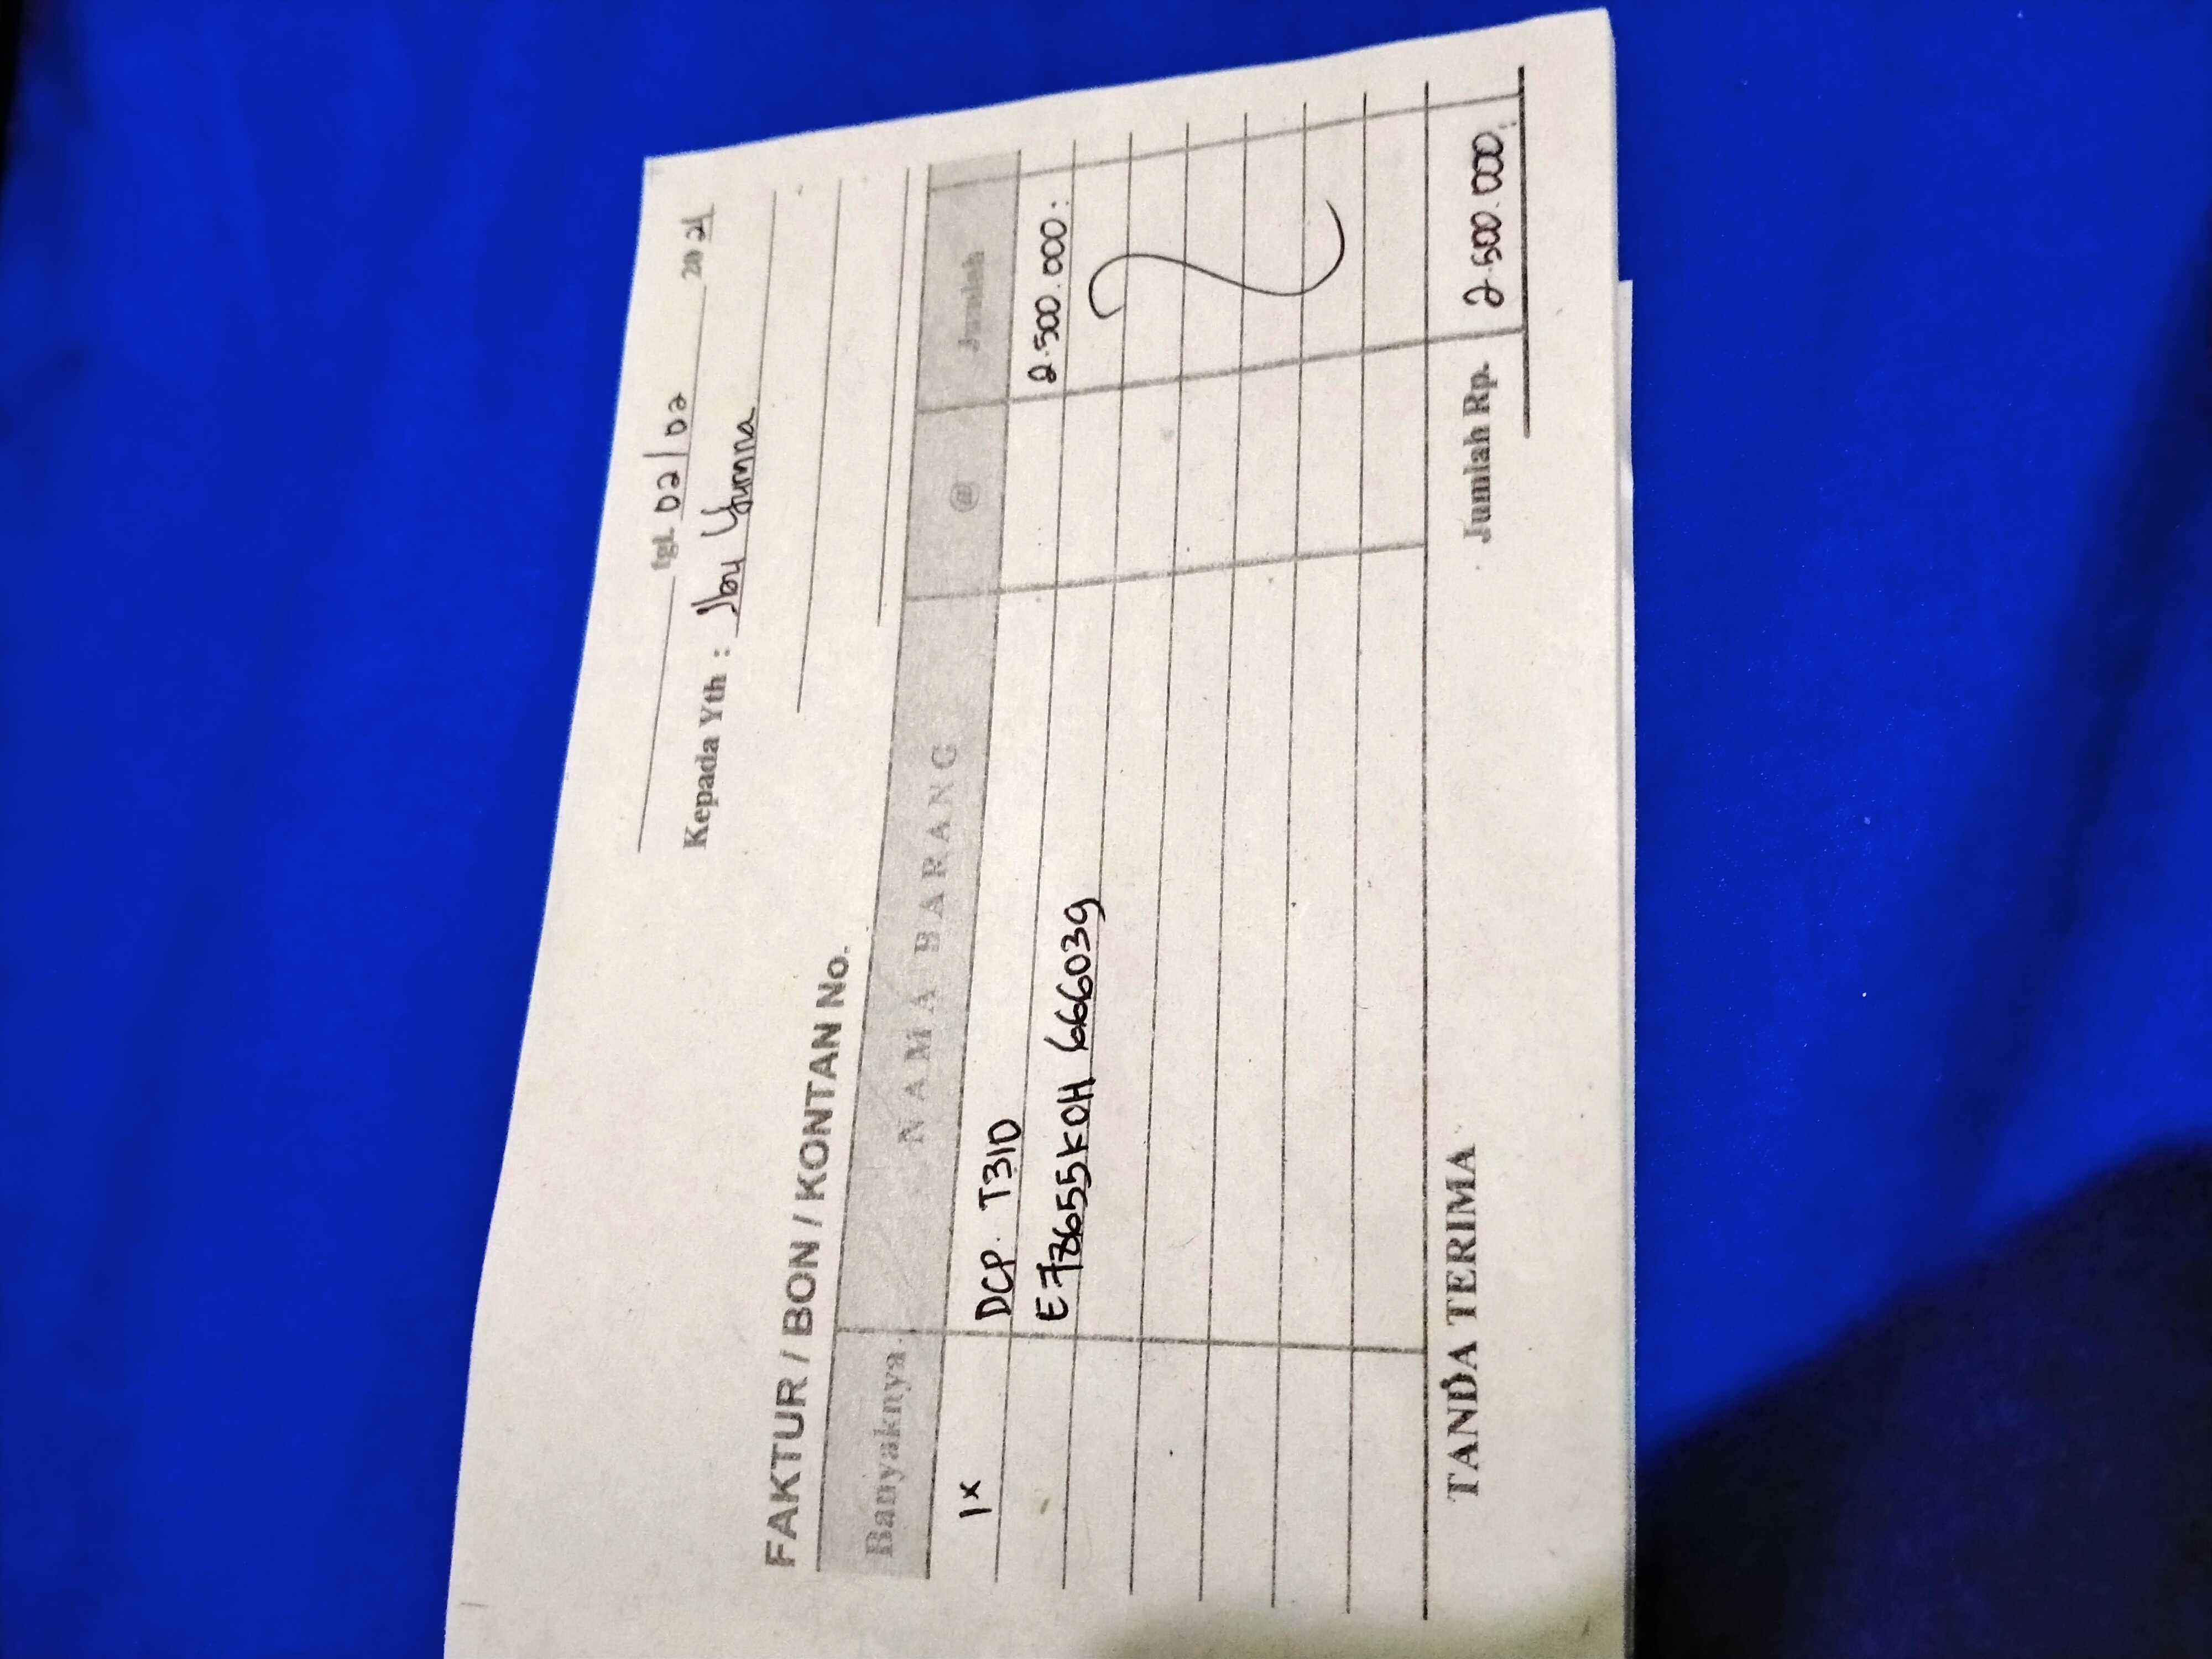 tgl. 02/02 2021
Kepada Yth : Ibu Yumna
FAKTUR / BON / KONTAN No.
Banyaknya NAMA BARANG @ Jumlah
1x DCP. T310 2.500.000:
E73655K0H 666039
TANDA TERIMA Jumlah Rp. 2.500.000: